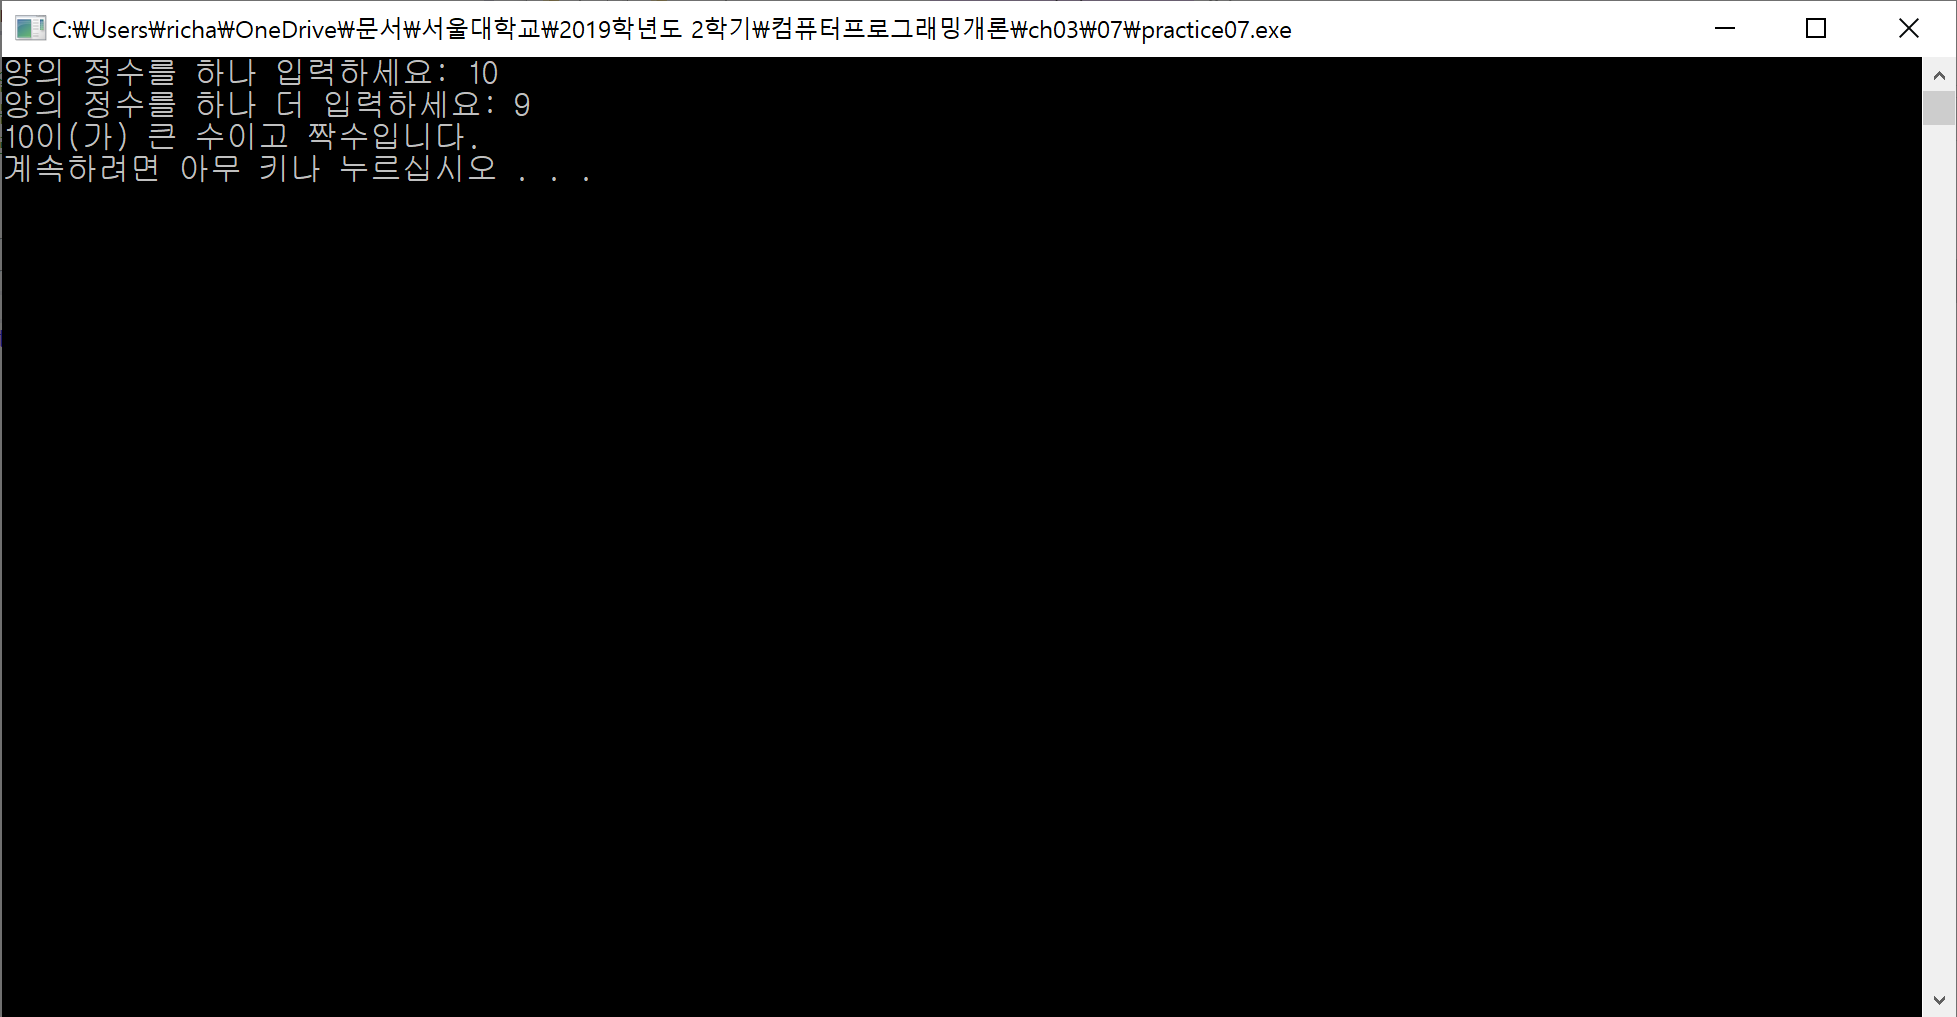 C:₩Users₩richa₩OneDrive₩문서₩서울대학교₩2019학년도 2학기₩컴퓨터프로그래밍개론₩ch03₩07₩practice07.exe
양의 정수를 하나 입력하세요: 10
양의 정수를 하나 더 입력하세요: 9
10이(가) 큰 수이고 짝수입니다.
계속하려면 아무 키나 누르십시오 . . .